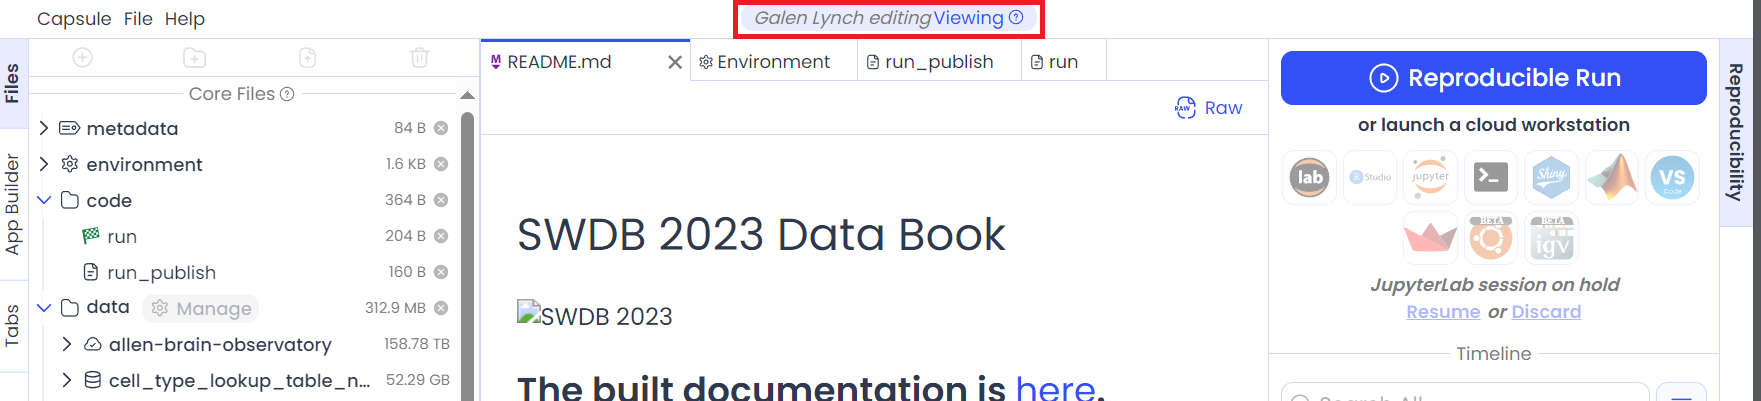 Capsule File Help
Galen Lynch editing Viewing
Files
App Builder
Tabs
Core Files
metadata 84 B
environment 1.6 KB
code 364 B
run 204 B
run_publish 160 B
data Manage 312.9 MB
allen-brain-observatory 158.78 TB
cell_type_lookup_table_n... 52.29 GB
README.md Environment run_publish run
RAW Raw
SWDB 2023 Data Book
SWDB 2023
The built documentation is here.
Reproducible Run
or launch a cloud workstation
lab R Studio jupyter Shiny VS Code
BETA BETA igv
JupyterLab session on hold
Resume or Discard
Timeline
Search All
Reproducibility